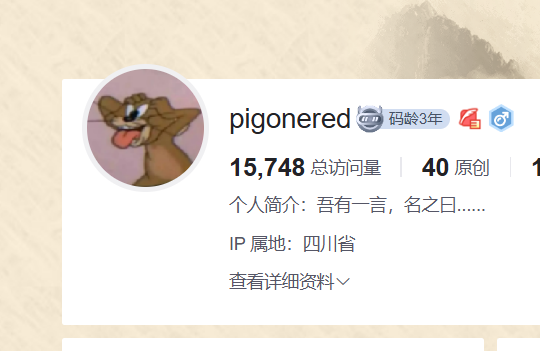 pigonered 码龄3年
15,748 总访问量 40 原创 1
个人简介：吾有一言，名之曰......
IP 属地：四川省
查看详细资料